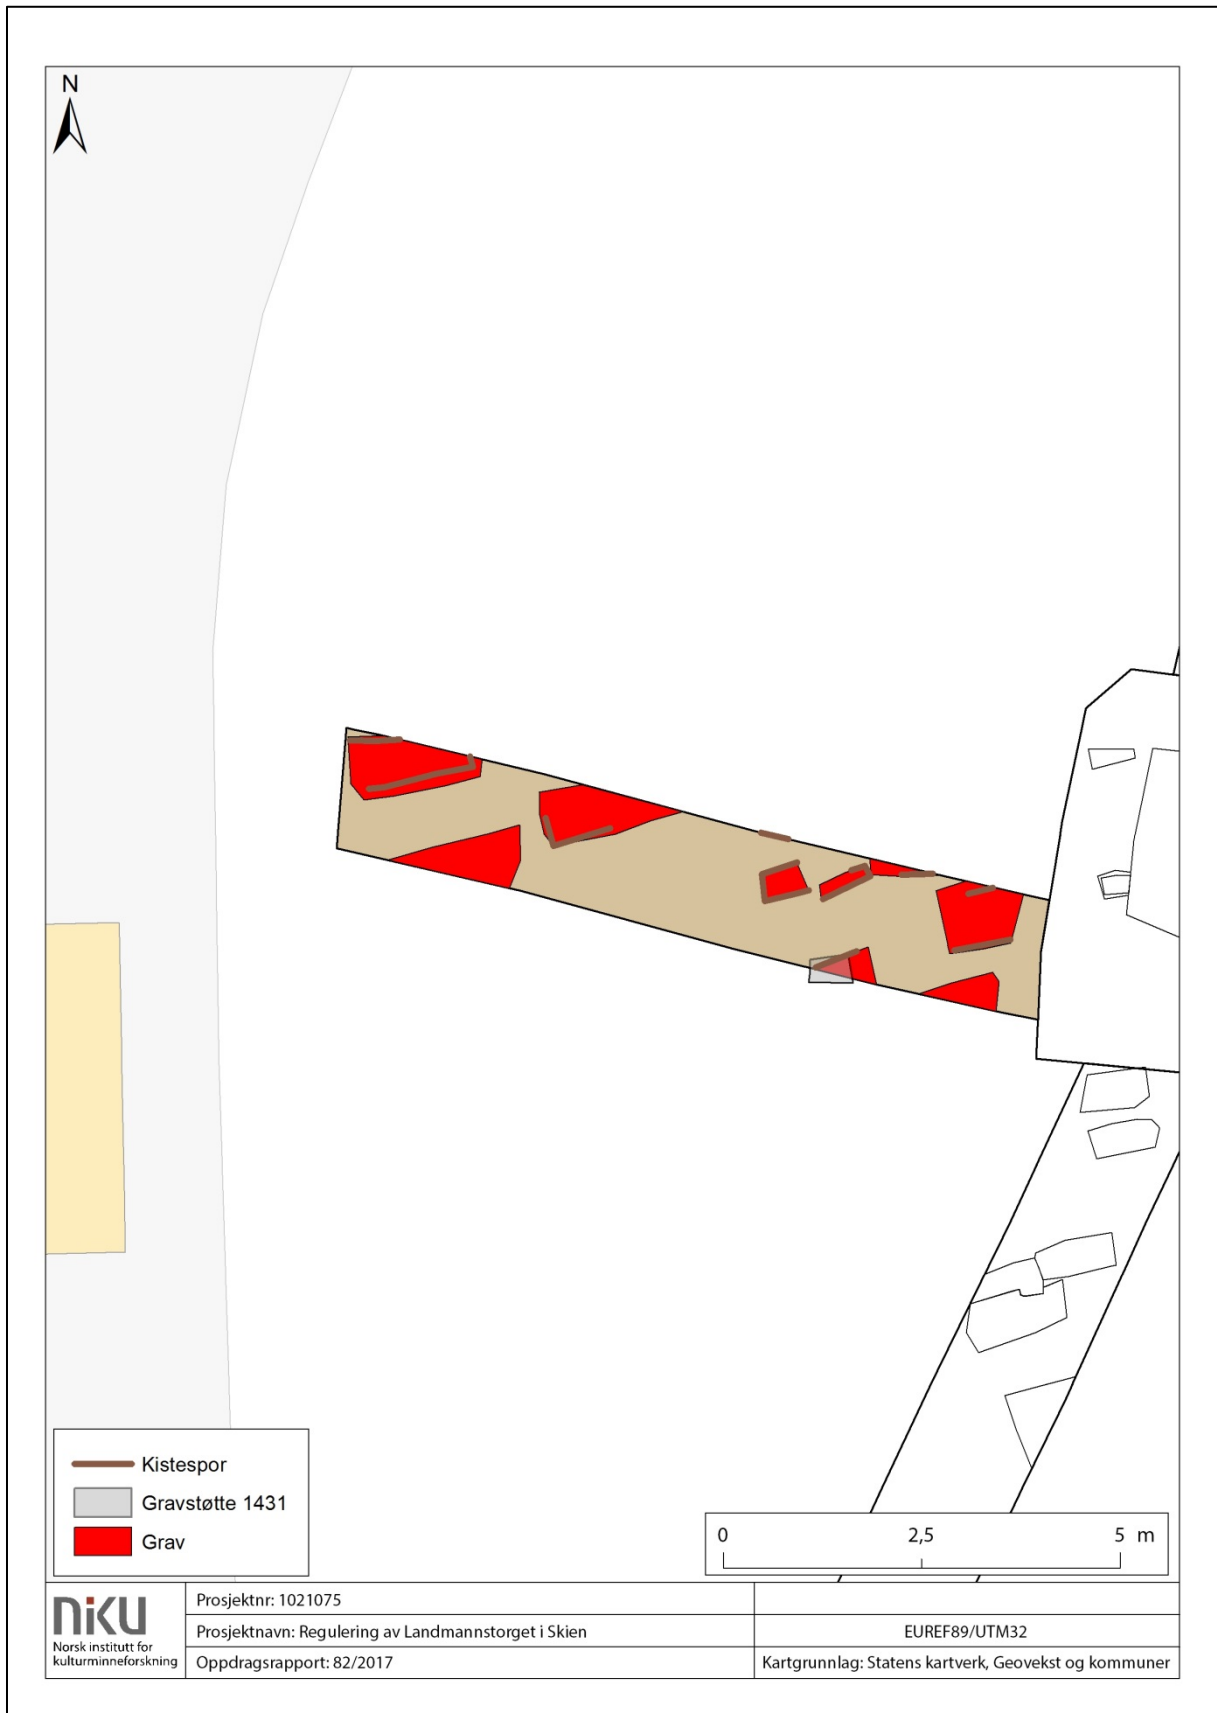 N
Kistespor
Gravstøtte 1431
Grav
0 2,5 5 m
niku
Norsk institutt for
kulturminneforskning
Prosjektnr: 1021075
Prosjektnavn: Regulering av Landmannstorget i Skien
EUREF89/UTM32
Oppdragsrapport: 82/2017
Kartgrunnlag: Statens kartverk, Geovekst og kommuner